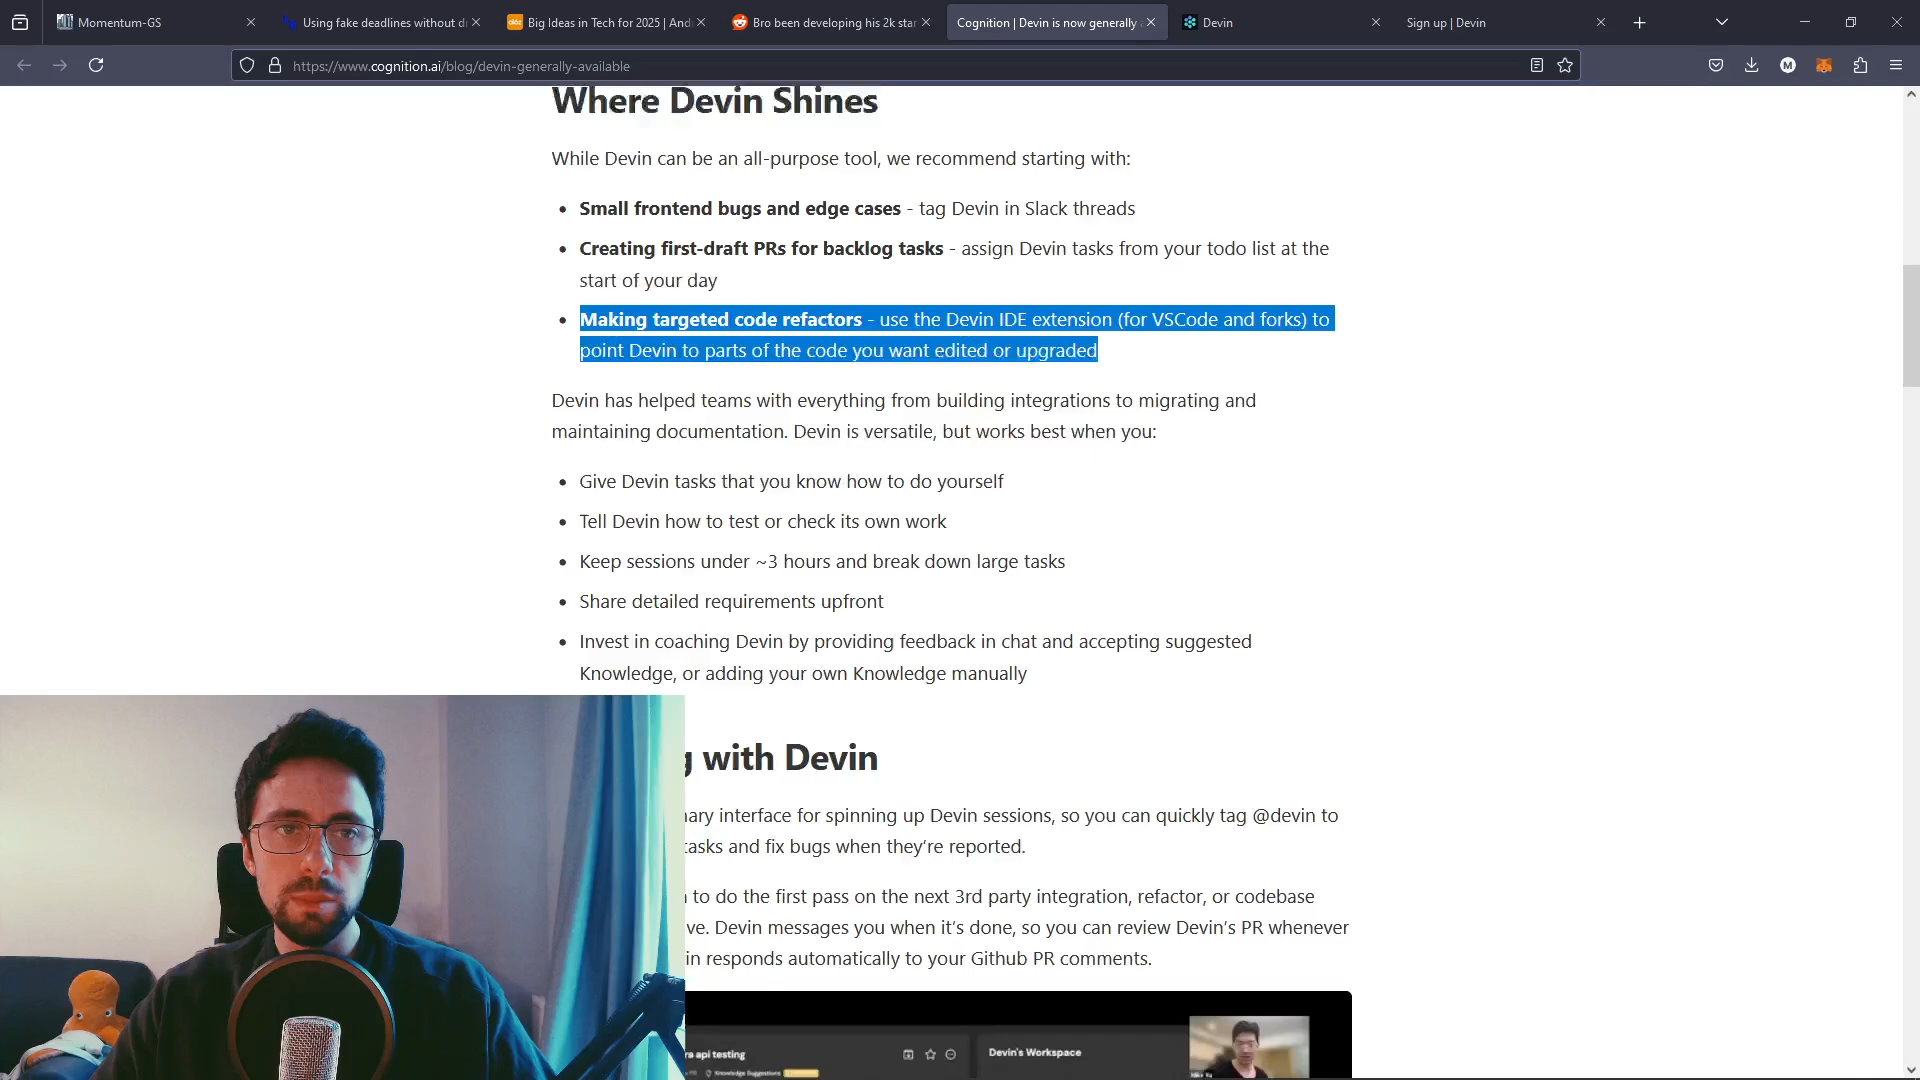 Momentum-GS
Using fake deadlines without d
Big Ideas in Tech for 2025 | And
Bro been developing his 2k star
Cognition | Devin is now generally
Devin
Sign up | Devin
https://www.cognition.ai/blog/devin-generally-available
M
Where Devin Shines
While Devin can be an all-purpose tool, we recommend starting with:
• Small frontend bugs and edge cases - tag Devin in Slack threads
• Creating first-draft PRs for backlog tasks - assign Devin tasks from your todo list at the
start of your day
• Making targeted code refactors - use the Devin IDE extension (for VSCode and forks) to
point Devin to parts of the code you want edited or upgraded
Devin has helped teams with everything from building integrations to migrating and
maintaining documentation. Devin is versatile, but works best when you:
• Give Devin tasks that you know how to do yourself
• Tell Devin how to test or check its own work
• Keep sessions under ~3 hours and break down large tasks
• Share detailed requirements upfront
• Invest in coaching Devin by providing feedback in chat and accepting suggested
Knowledge, or adding your own Knowledge manually
g with Devin
ary interface for spinning up Devin sessions, so you can quickly tag @devin to
tasks and fix bugs when they're reported.
to do the first pass on the next 3rd party integration, refactor, or codebase
ve. Devin messages you when it's done, so you can review Devin's PR whenever
in responds automatically to your Github PR comments.
ra api testing
Devin's Workspace
Knowledge Suggestions